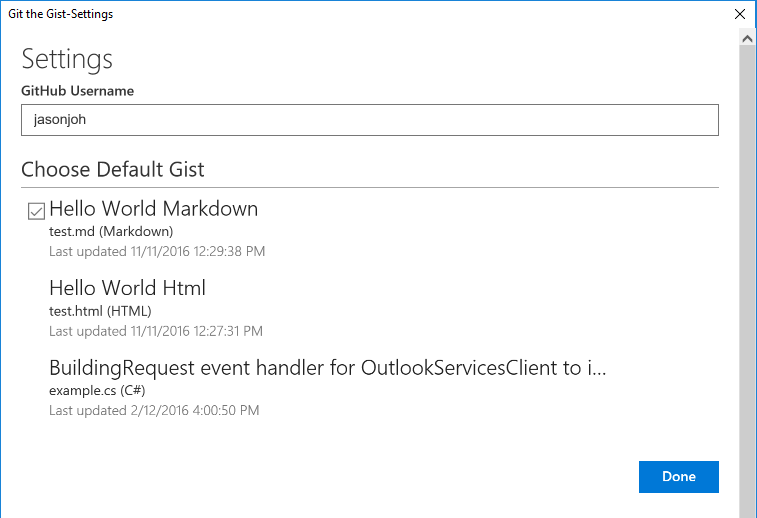 Git the Gist-Settings
Settings
GitHub Username
jasonjoh
Choose Default Gist
Hello World Markdown
test.md (Markdown)
Last updated 11/11/2016 12:29:38 PM
Hello World Html
test.html (HTML)
Last updated 11/11/2016 12:27:31 PM
BuildingRequest event handler for OutlookServicesClient to i...
example.cs (C#)
Last updated 2/12/2016 4:00:50 PM
Done